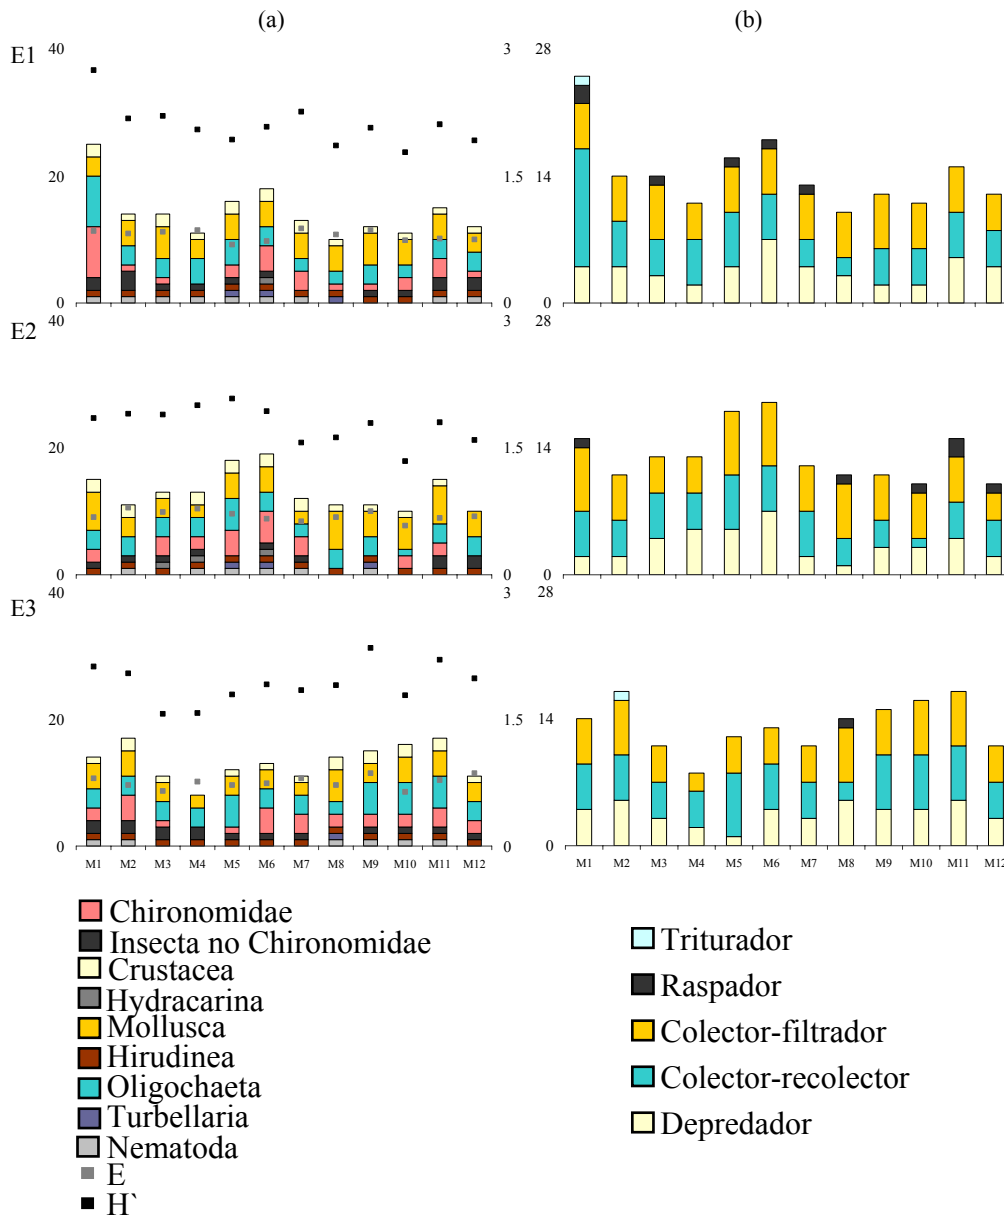 (a) (b)
E1 40 3 28
20 1.5 14
0 0 0
E2 40 3 28
20 1.5 14
0 0 0
E3 40 3 28
20 1.5 14
0 0 0
M1 M2 M3 M4 M5 M6 M7 M8 M9 M10 M11 M12 M1 M2 M3 M4 M5 M6 M7 M8 M9 M10 M11 M12
Chironomidae
Insecta no Chironomidae
Crustacea
Hydracarina
Mollusca
Hirudinea
Oligochaeta
Turbellaria
Nematoda
E
H`
Triturador
Raspador
Colector-filtrador
Colector-recolector
Depredador